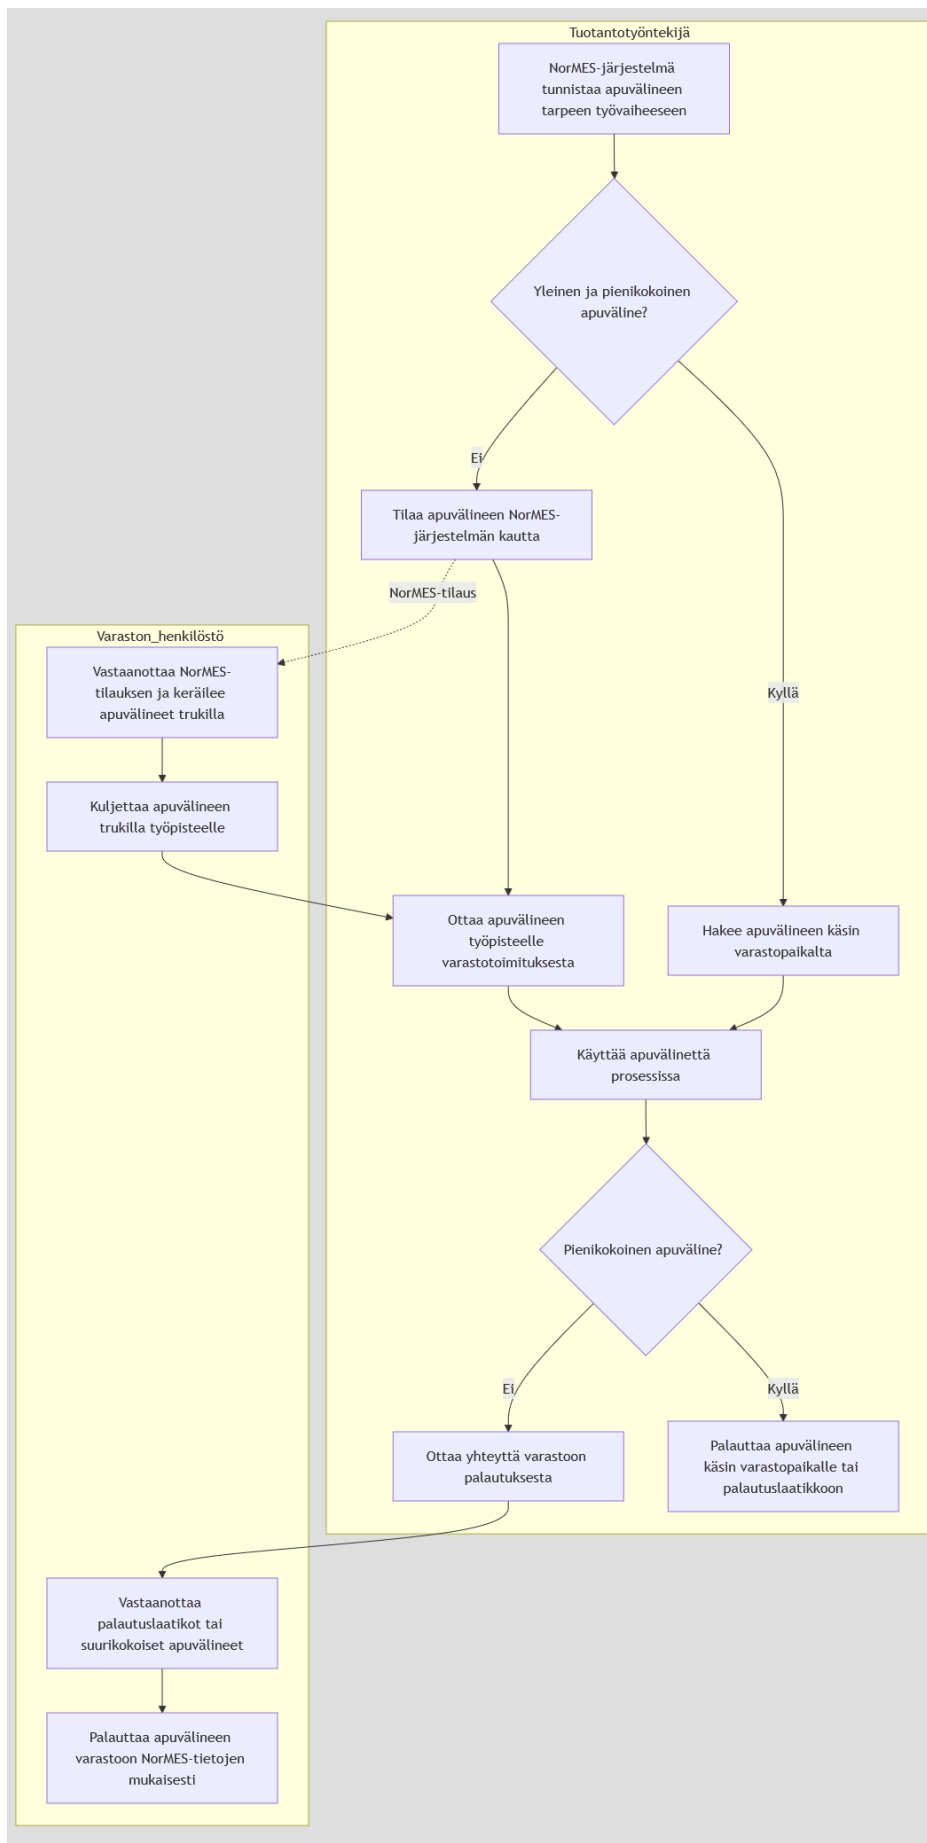 Tuotantotyöntekijä
NorMES-järjestelmä
tunnistaa apuvälineen
tarpeen työvaiheeseen
Yleinen ja pienikokoinen
apuväline?
Ei
Tilaa apuvälineen NorMES-
järjestelmän kautta
NorMES-tilaus
Varaston_henkilöstö
Vastaanottaa NorMES-
tilauksen ja keräilee
apuvälineet trukilla
Kyllä
Kuljettaa apuvälineen
trukilla työpisteelle
Ottaa apuvälineen
työpisteelle
varastotoimituksesta
Hakee apuvälineen käsin
varastopaikalta
Käyttää apuvälinettä
prosessissa
Pienikokoinen apuväline?
Ei
Kyllä
Ottaa yhteyttä varastoon
palautuksesta
Palauttaa apuvälineen
käsin varastopaikalle tai
palautuslaatikkoon
Vastaanottaa
palautuslaatikot tai
suurikokoiset apuvälineet
Palauttaa apuvälineen
varastoon NorMES-tietojen
mukaisesti